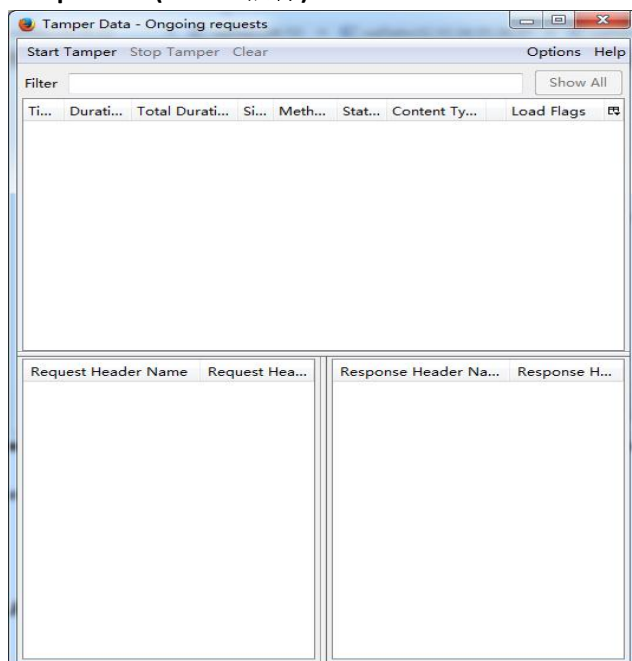 Tamper Data - Ongoing requests
Start Tamper Stop Tamper Clear Options Help
Filter Show All
Ti... Durati... Total Durati... Si... Meth... Stat... Content Ty... Load Flags
Request Header Name Request Hea... Response Header Na... Response H...